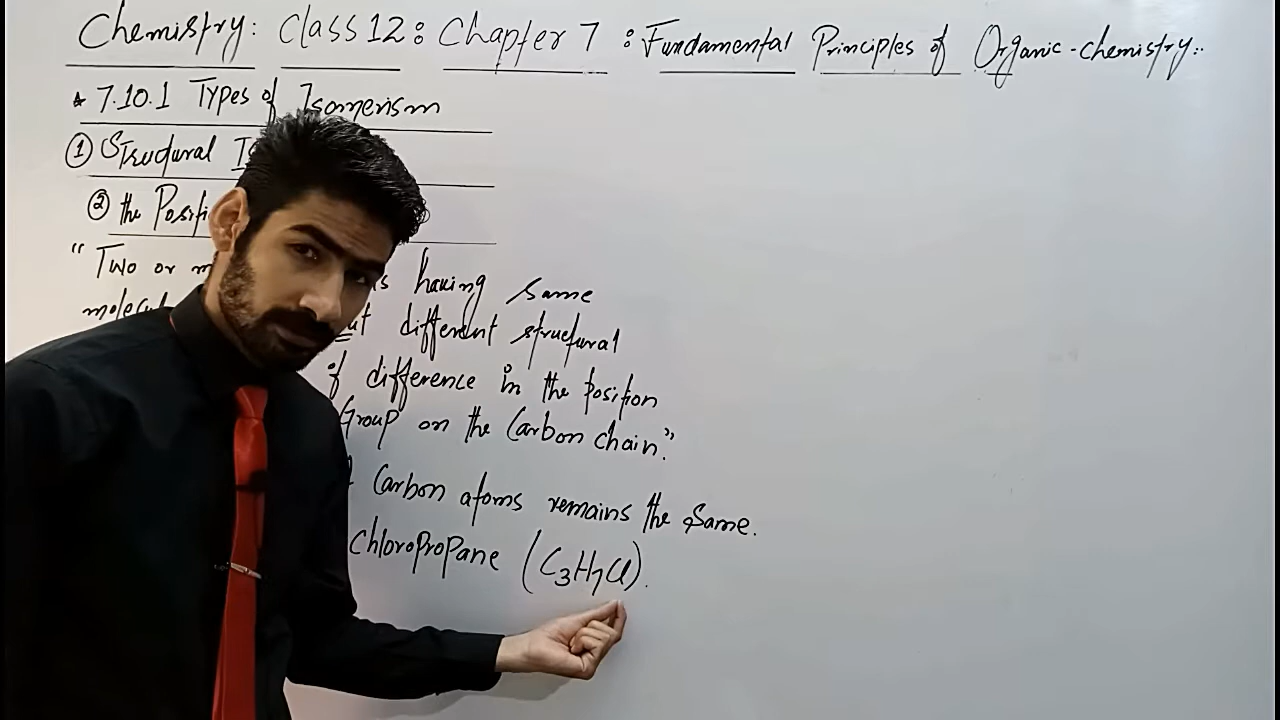 Chemistry: Class 12: Chapter 7: Fundamental Principles of Organic-chemistry:.
* 7.10.1 Types of Isomerism
① Structural
② the
" Two or having same
but different structural
of difference in the position
Group on the Carbon chain."
Carbon atoms remains the same.
Chloropropane (C3H7Cl).